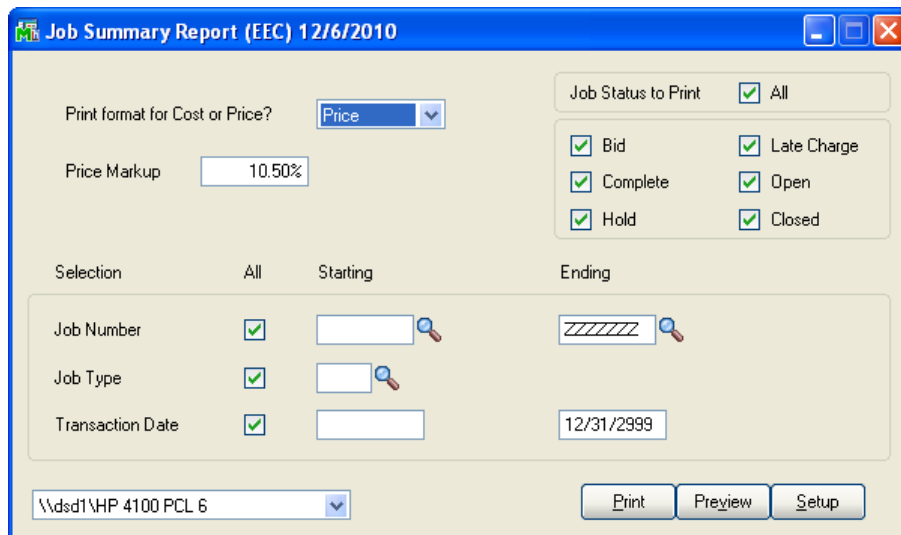 Job Summary Report (EEC) 12/6/2010
Print format for Cost or Price? Price
Price Markup 10.50%
Job Status to Print All
Bid Late Charge
Complete Open
Hold Closed
Selection All Starting Ending
Job Number ZZZZZZZ
Job Type
Transaction Date 12/31/2999
\\dsd1\HP 4100 PCL 6 Print Preview Setup